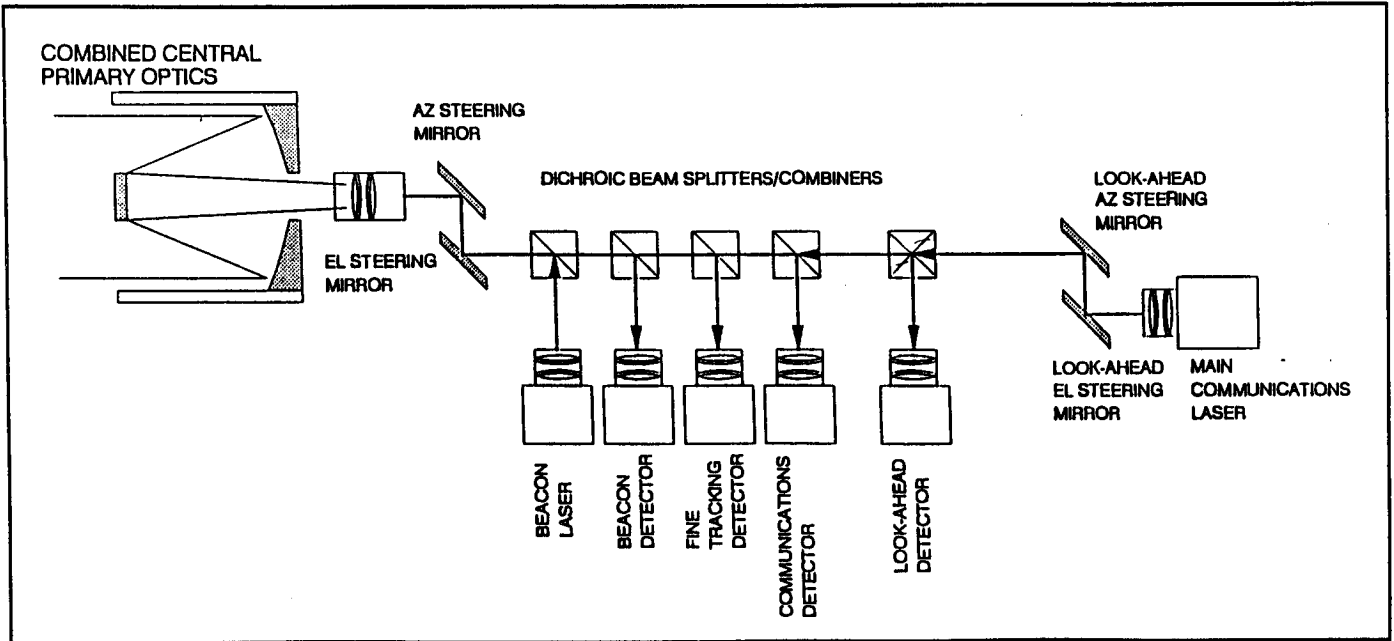 COMBINED CENTRAL
PRIMARY OPTICS
AZ STEERING
MIRROR
EL STEERING
MIRROR
DICHROIC BEAM SPLITTERS/COMBINERS
LOOK-AHEAD
AZ STEERING
MIRROR
LOOK-AHEAD
EL STEERING
MIRROR
MAIN
COMMUNICATIONS
LASER
BEACON
LASER
BEACON
DETECTOR
FINE
TRACKING
DETECTOR
COMMUNICATIONS
DETECTOR
LOOK-AHEAD
DETECTOR